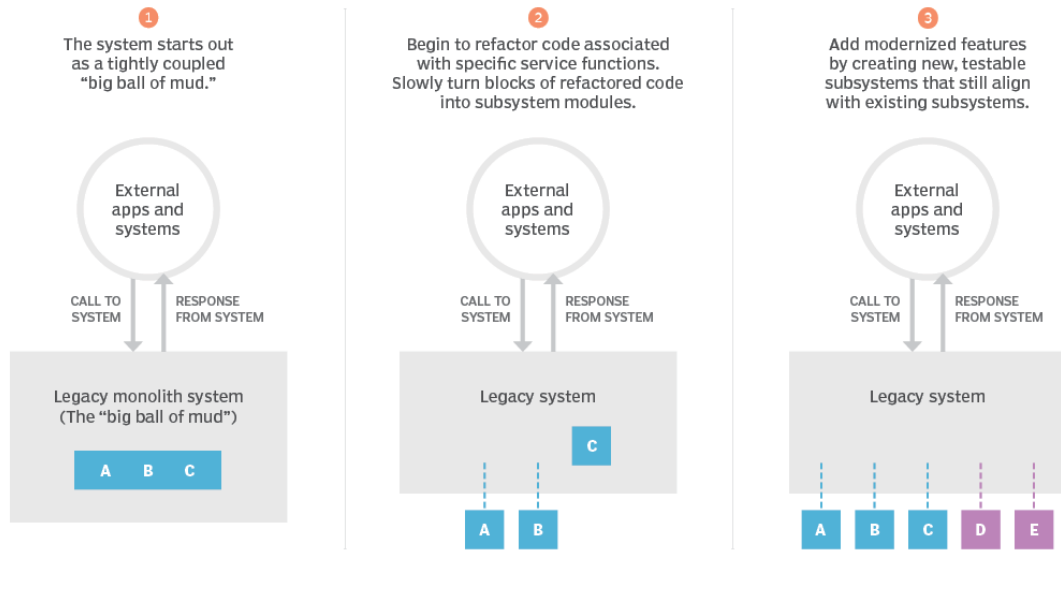 1
The system starts out
as a tightly coupled
“big ball of mud.”
External
apps and
systems
CALL TO
SYSTEM
RESPONSE
FROM SYSTEM
Legacy monolith system
(The “big ball of mud”)
A B C
2
Begin to refactor code associated
with specific service functions.
Slowly turn blocks of refactored code
into subsystem modules.
External
apps and
systems
CALL TO
SYSTEM
RESPONSE
FROM SYSTEM
Legacy system
C
A B
3
Add modernized features
by creating new, testable
subsystems that still align
with existing subsystems.
External
apps and
systems
CALL TO
SYSTEM
RESPONSE
FROM SYSTEM
Legacy system
A B C D E